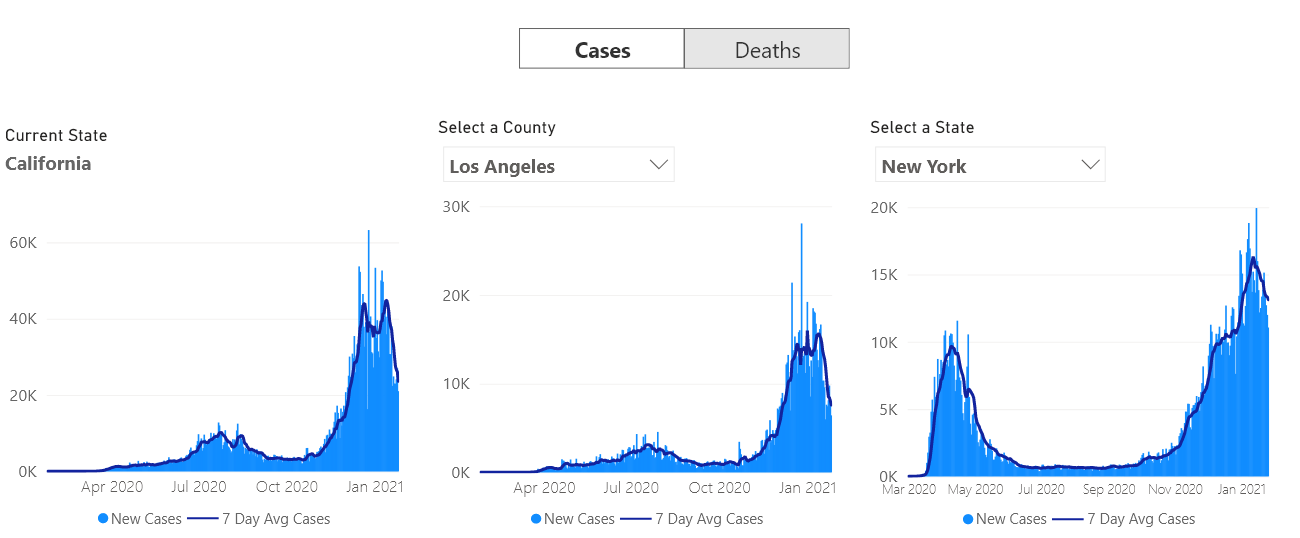 Cases Deaths
Current State
California
Select a County
Los Angeles
Select a State
New York
60K
40K
20K
0K
Apr 2020 Jul 2020 Oct 2020 Jan 2021
New Cases 7 Day Avg Cases
30K
20K
10K
0K
Apr 2020 Jul 2020 Oct 2020 Jan 2021
New Cases 7 Day Avg Cases
20K
15K
10K
5K
0K
Mar 2020 May 2020 Jul 2020 Sep 2020 Nov 2020 Jan 2021
New Cases 7 Day Avg Cases